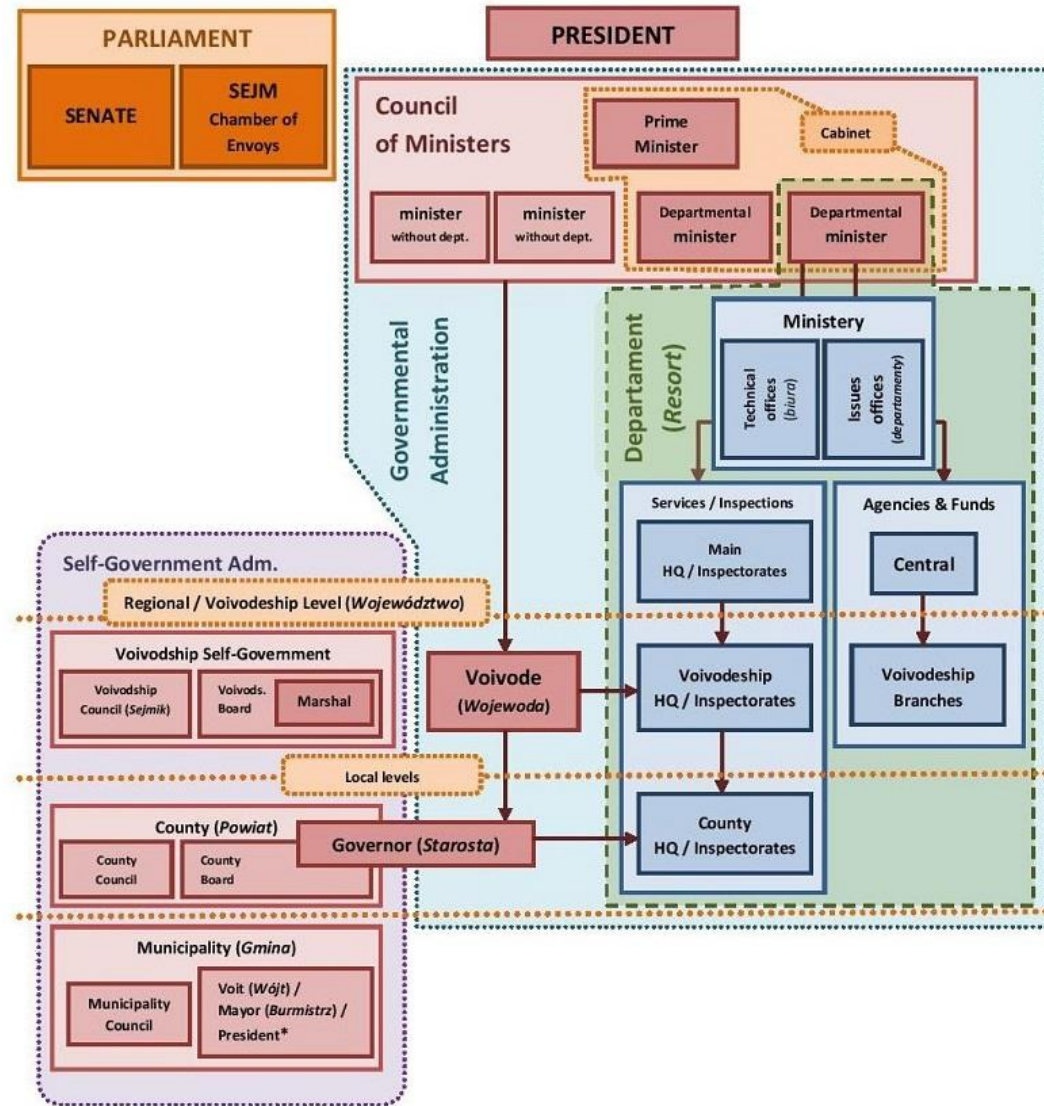 PARLIAMENT
SENATE
SEJM
Chamber of
Envoys
PRESIDENT
Council
of Ministers
Prime
Minister
Cabinet
minister
without dept.
minister
without dept.
Departmental
minister
Departmental
minister
Governmental
Administration
Departament
(Resort)
Ministery
Technical
offices
(biura)
Issues
offices
(departamenty)
Services / Inspections
Main
HQ / Inspectorates
Agencies & Funds
Central
Self-Government Adm.
Regional / Voivodeship Level (Województwo)
Voivodship Self-Government
Voivodship
Council (Sejmik)
Voivods.
Board
Marshal
Voivode
(Wojewoda)
Voivodeship
HQ / Inspectorates
Voivodeship
Branches
Local levels
County (Powiat)
County
Council
County
Board
Governor (Starosta)
County
HQ / Inspectorates
Municipality (Gmina)
Municipality
Council
Voit (Wójt) /
Mayor (Burmistrz) /
President*